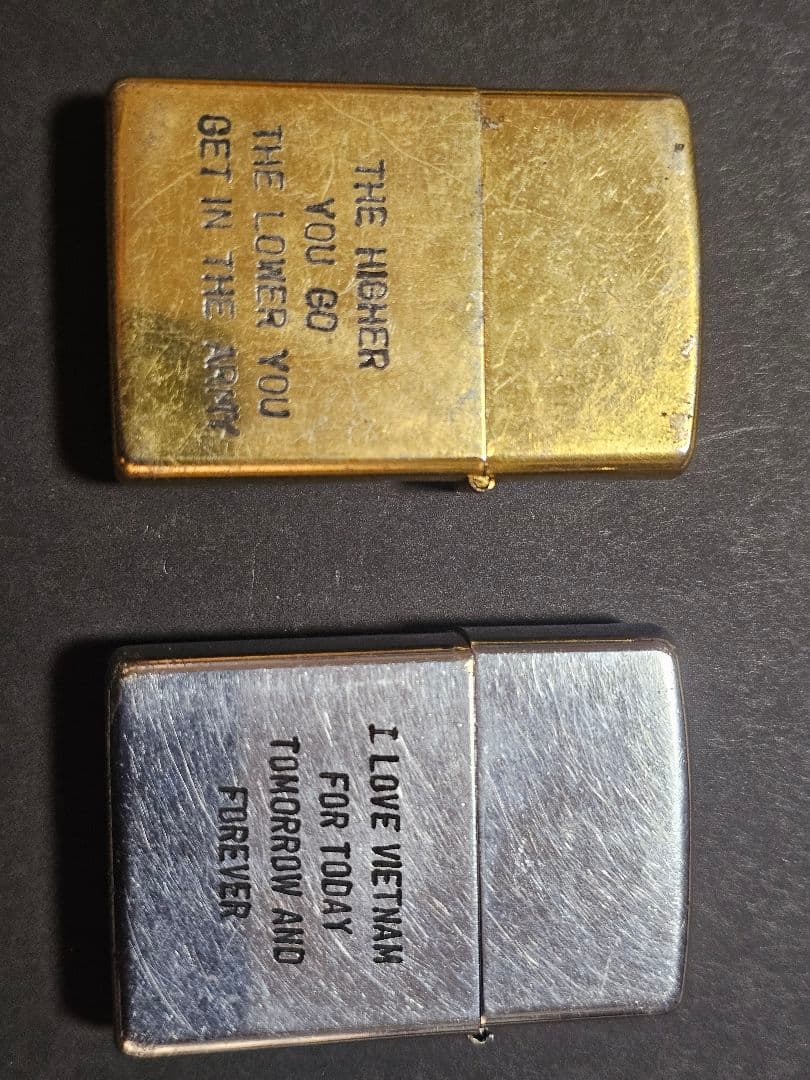 THE HIGHER
YOU GO
THE LOWER YOU
GET IN THE ARMY
I LOVE VIETNAM
FOR TODAY
TOMORROW AND
FOREVER